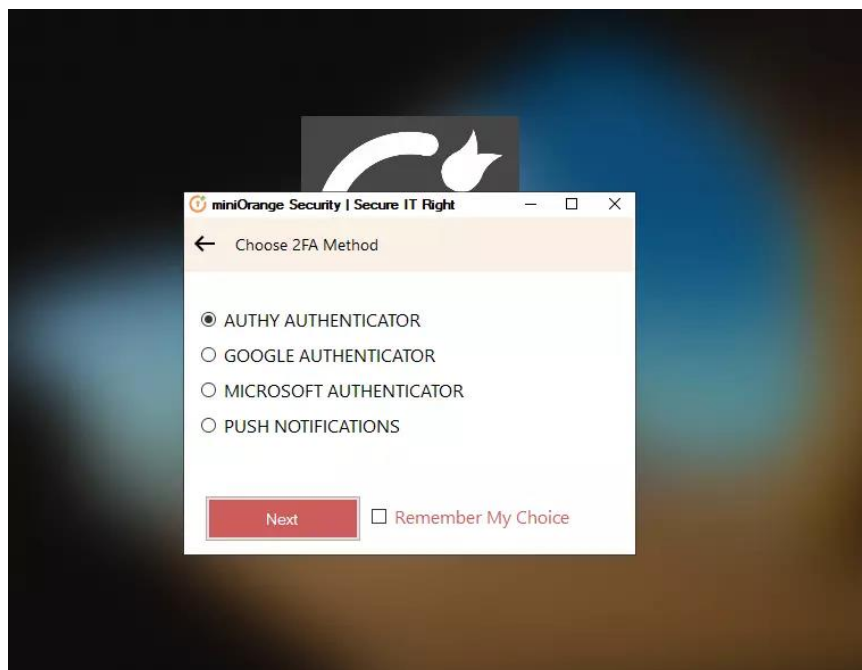 miniOrange Security | Secure IT Right
Choose 2FA Method
AUTHY AUTHENTICATOR
GOOGLE AUTHENTICATOR
MICROSOFT AUTHENTICATOR
PUSH NOTIFICATIONS
Next Remember My Choice